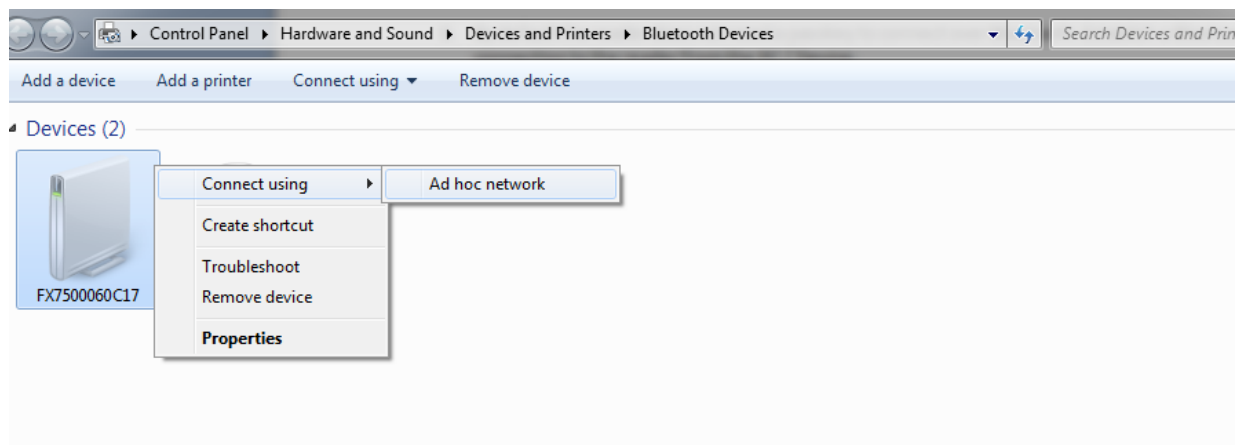 Control Panel Hardware and Sound Devices and Printers Bluetooth Devices Search Devices and Prin
Add a device Add a printer Connect using Remove device
Devices (2)
Connect using Ad hoc network
Create shortcut
Troubleshoot
FX7500060C17 Remove device
Properties